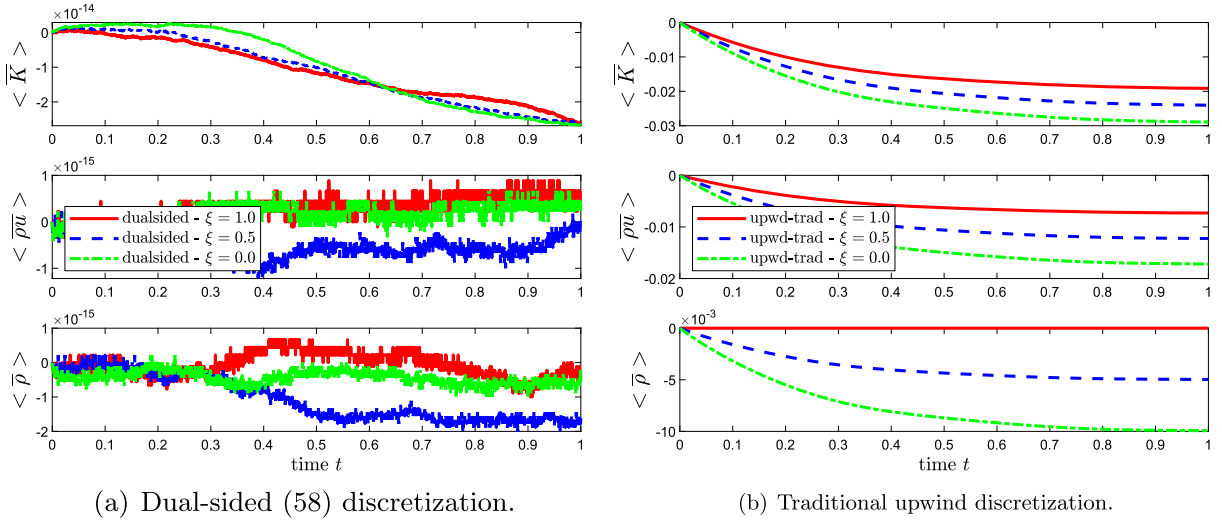 ×10⁻¹⁴
< K̄ >
0
-1
-2
0 0.1 0.2 0.3 0.4 0.5 0.6 0.7 0.8 0.9 1
×10⁻¹⁵
< ρu̅ >
1
0
-1
dualsided - ξ = 1.0
dualsided - ξ = 0.5
dualsided - ξ = 0.0
0 0.1 0.2 0.3 0.4 0.5 0.6 0.7 0.8 0.9 1
×10⁻¹⁵
< ρ̅ >
1
0
-1
-2
0 0.1 0.2 0.3 0.4 0.5 0.6 0.7 0.8 0.9 1
time t
(a) Dual-sided (58) discretization.
< K̄ >
0
-0.01
-0.02
-0.03
0 0.1 0.2 0.3 0.4 0.5 0.6 0.7 0.8 0.9 1
< ρu̅ >
0
-0.01
-0.02
upwd-trad - ξ = 1.0
upwd-trad - ξ = 0.5
upwd-trad - ξ = 0.0
0 0.1 0.2 0.3 0.4 0.5 0.6 0.7 0.8 0.9 1
×10⁻³
< ρ̅ >
0
-5
-10
0 0.1 0.2 0.3 0.4 0.5 0.6 0.7 0.8 0.9 1
time t
(b) Traditional upwind discretization.